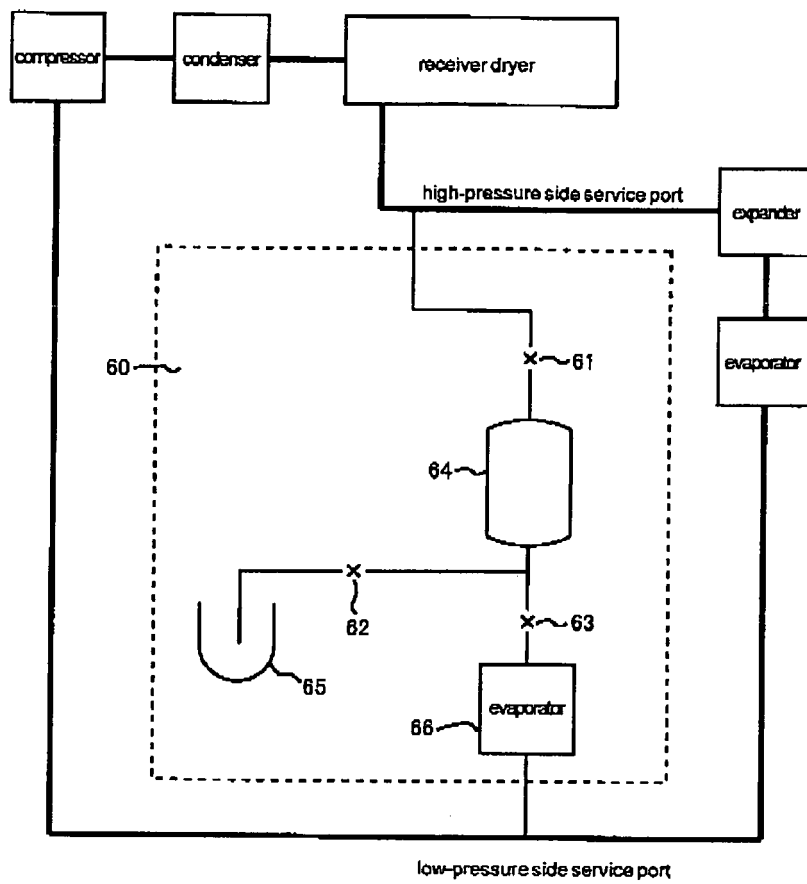 compressor
condenser
receiver dryer
high-pressure side service port
expander
60
61
evaporator
64
62
63
65
evaporator
66
low-pressure side service port